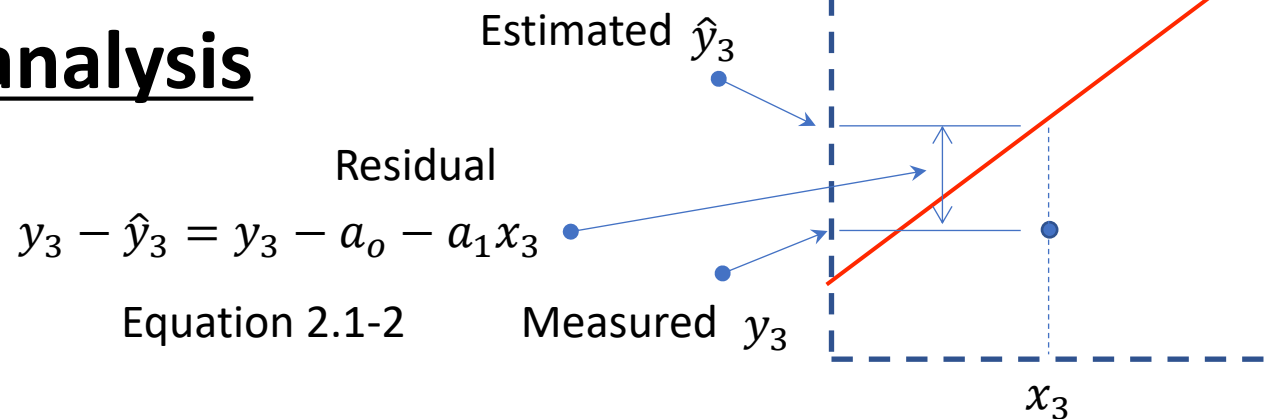 Estimated ŷ₃
analysis
Residual
y₃ − ŷ₃ = y₃ − aₒ − a₁x₃
Equation 2.1-2
Measured y₃
x₃